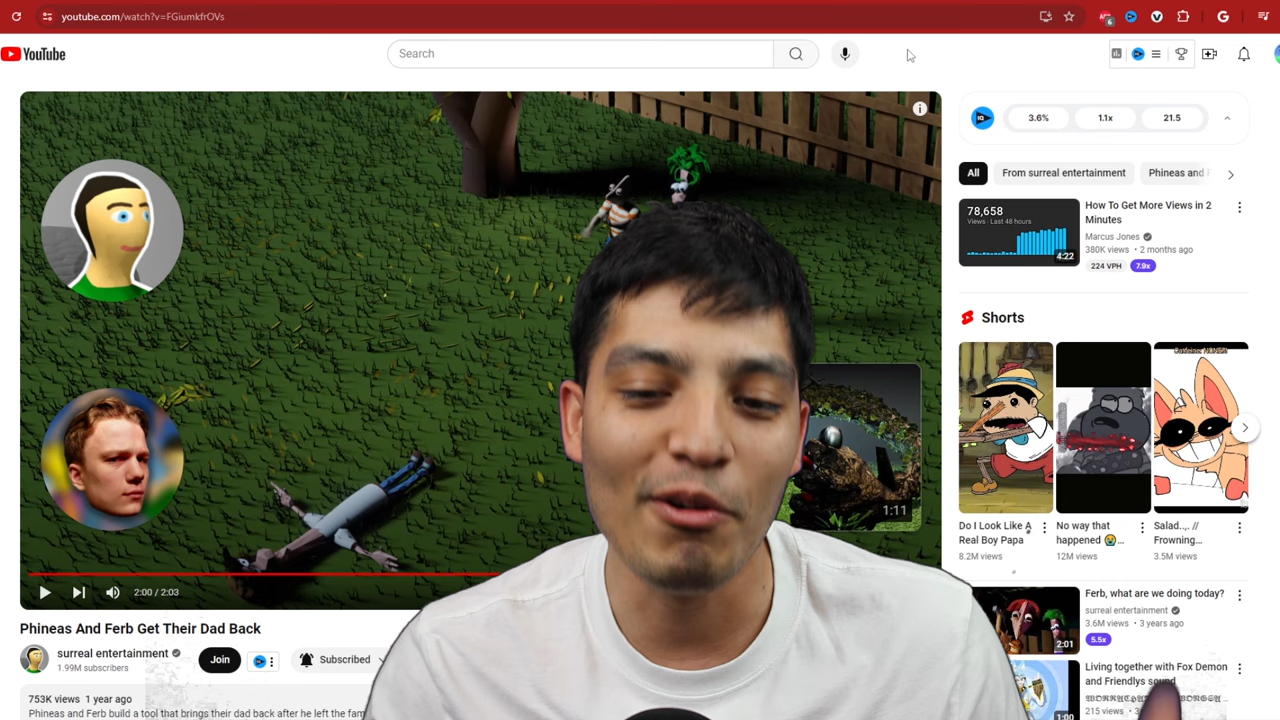 youtube.com/watch?v=FGiumkfrOVs
6
YouTube
Search
3.6%
1.1x
21.5
IQ
All
From surreal entertainment
Phineas and F
78,658
Views · Last 48 hours
4:22
How To Get More Views in 2
Minutes
Marcus Jones
380K views • 2 months ago
224 VPH
7.9x
Shorts
Do I Look Like A
Real Boy Papa
8.2M views
No way that
happened 😭...
12M views
Salad.,. //
Frowning...
3.5M views
1:11
2:00 / 2:03
Phineas And Ferb Get Their Dad Back
surreal entertainment
1.99M subscribers
Join
Subscribed
753K views 1 year ago
Phineas and Ferb build a tool that brings their dad back after he left the fam
2:01
Ferb, what are we doing today?
surreal entertainment
3.6M views • 3 years ago
5.5x
1:00
Living together with Fox Demon
and Friendlys
215 views •